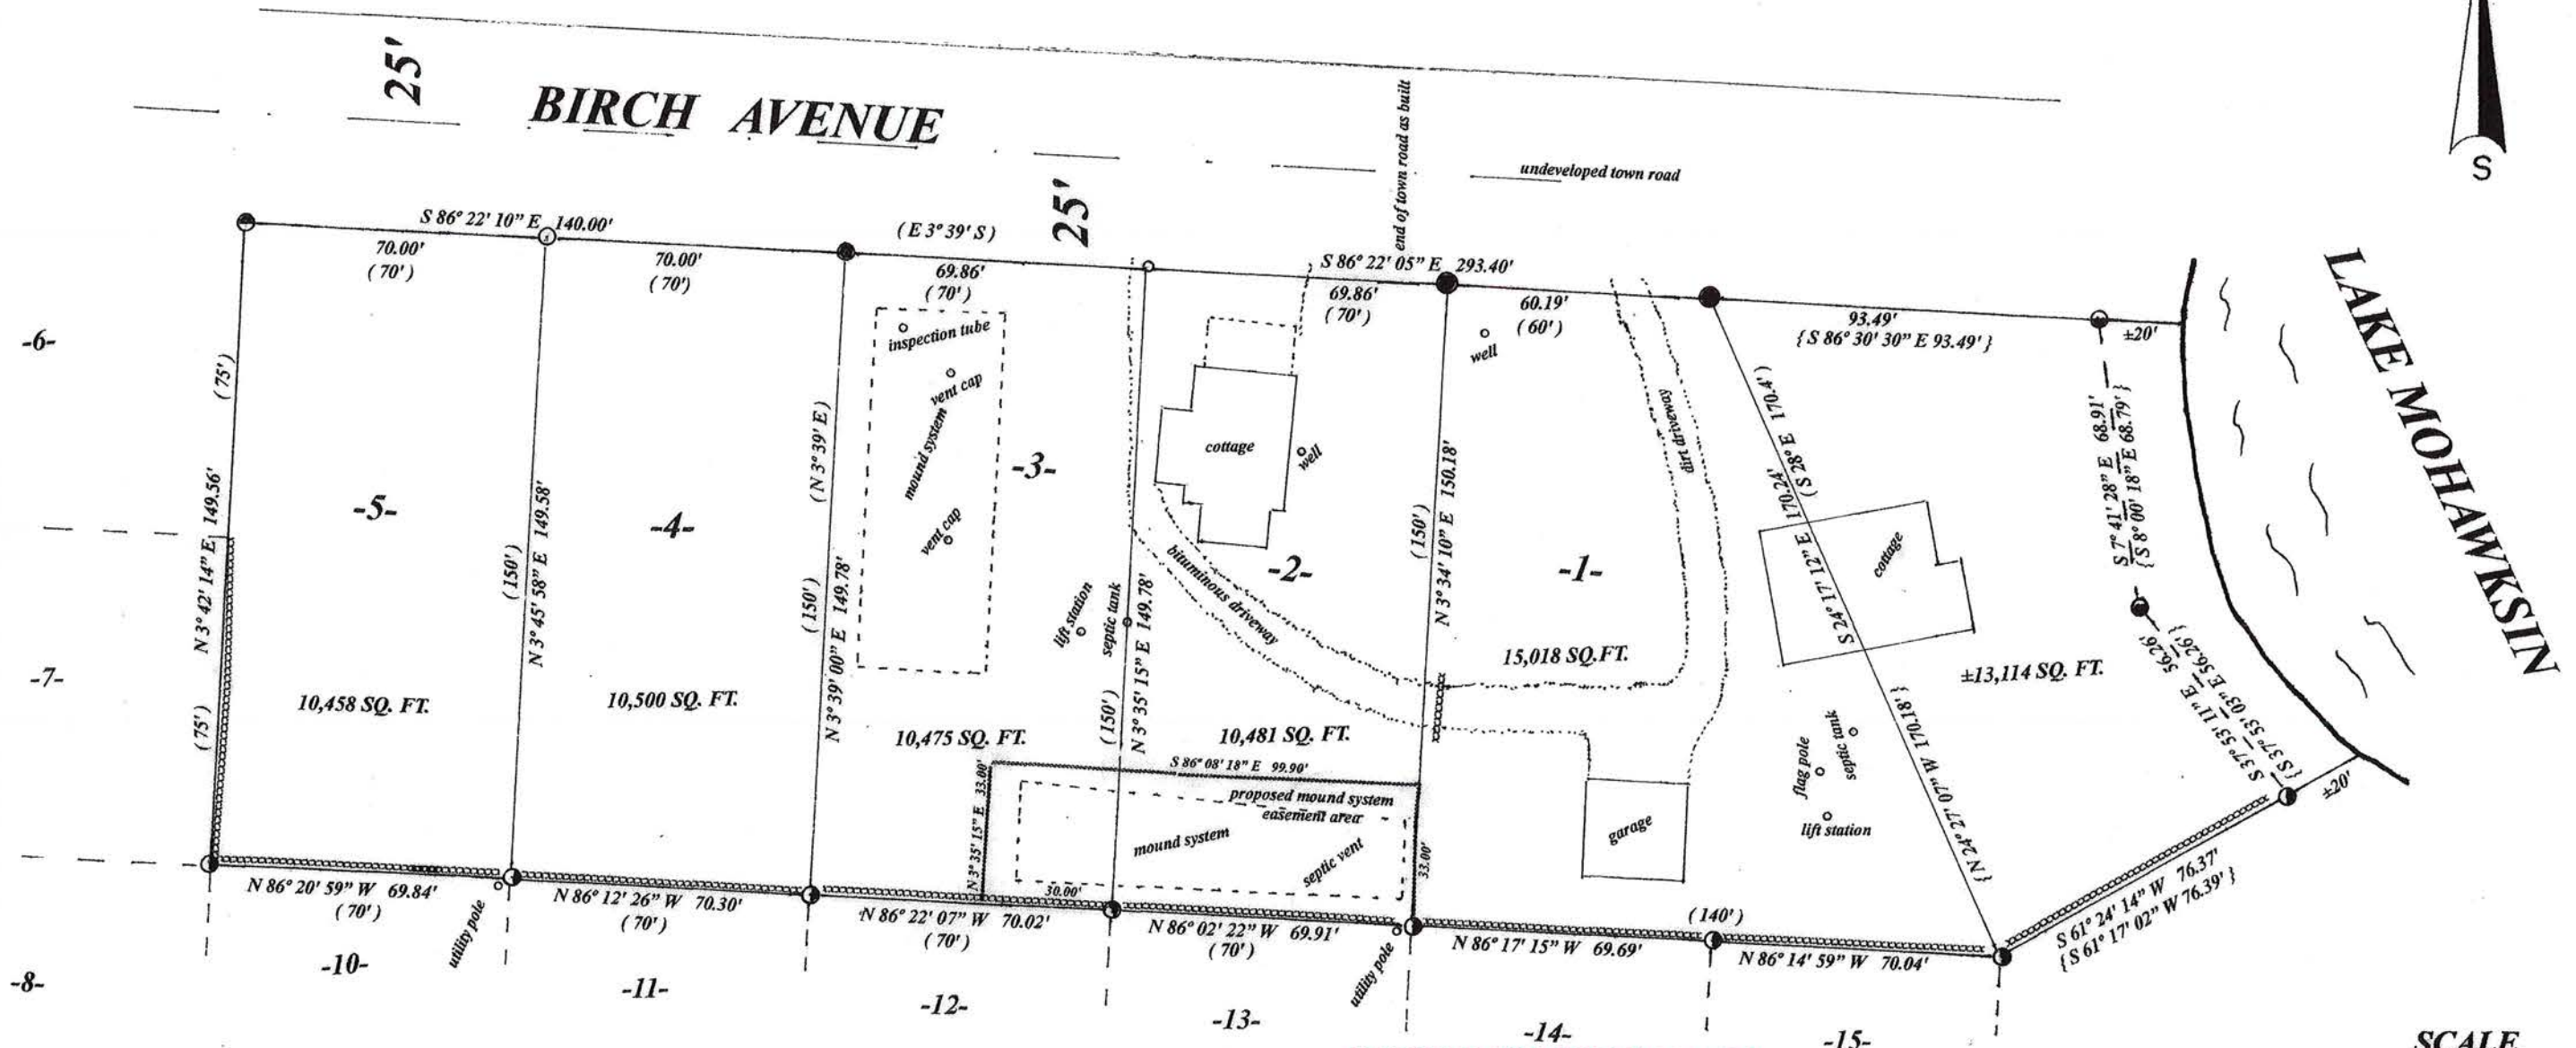 25'
BIRCH AVENUE
25'
end of town road as built
undeveloped town road
S
S 86° 22' 10" E 140.00'
70.00'
(70')
70.00'
(70')
(E 3° 39' S)
69.86'
(70')
S 86° 22' 05" E 293.40'
69.86'
(70')
60.19'
(60')
93.49'
{S 86° 30' 30" E 93.49'}
±20'
LAKE MOHAWKSIN
-6-
-7-
-8-
(75')
N 3° 42' 14" E 149.56'
(75')
-5-
10,458 SQ. FT.
(150')
N 3° 45' 58" E 149.58'
-4-
10,500 SQ. FT.
(N 3° 39' E)
(150')
N 3° 39' 00" E 149.78'
inspection tube
vent cap
mound system
vent cap
-3-
lift station
septic tank
10,475 SQ. FT.
(150')
N 3° 35' 15" E 149.78'
cottage
well
bituminous driveway
-2-
10,481 SQ. FT.
(150')
N 3° 34' 10" E 150.18'
well
dirt driveway
-1-
15,018 SQ.FT.
garage
(S 28° E 170.4')
S 24° 17' 12" E 170.24'
{N 24° 27' 07" W 170.18'}
cottage
±13,114 SQ. FT.
flag pole
septic tank
lift station
S 7° 41' 28" E 68.91'
{S 8° 00' 18" E 68.79'}
S 37° 53' 11" E 56.26'
{S 37° 53' 03" E 56.26'}
±20'
S 61° 24' 14" W 76.37'
{S 61° 17' 02" W 76.39'}
S 86° 08' 18" E 99.90'
proposed mound system
easement area
mound system
septic vent
N 3° 35' 15" E 33.00'
33.00'
30.00'
N 86° 20' 59" W 69.84'
(70')
utility pole
N 86° 12' 26" W 70.30'
(70')
N 86° 22' 07" W 70.02'
(70')
N 86° 02' 22" W 69.91'
(70')
utility pole
(140')
N 86° 17' 15" W 69.69'
N 86° 14' 59" W 70.04'
-10-
-11-
-12-
-13-
-14-
-15-
SCALE